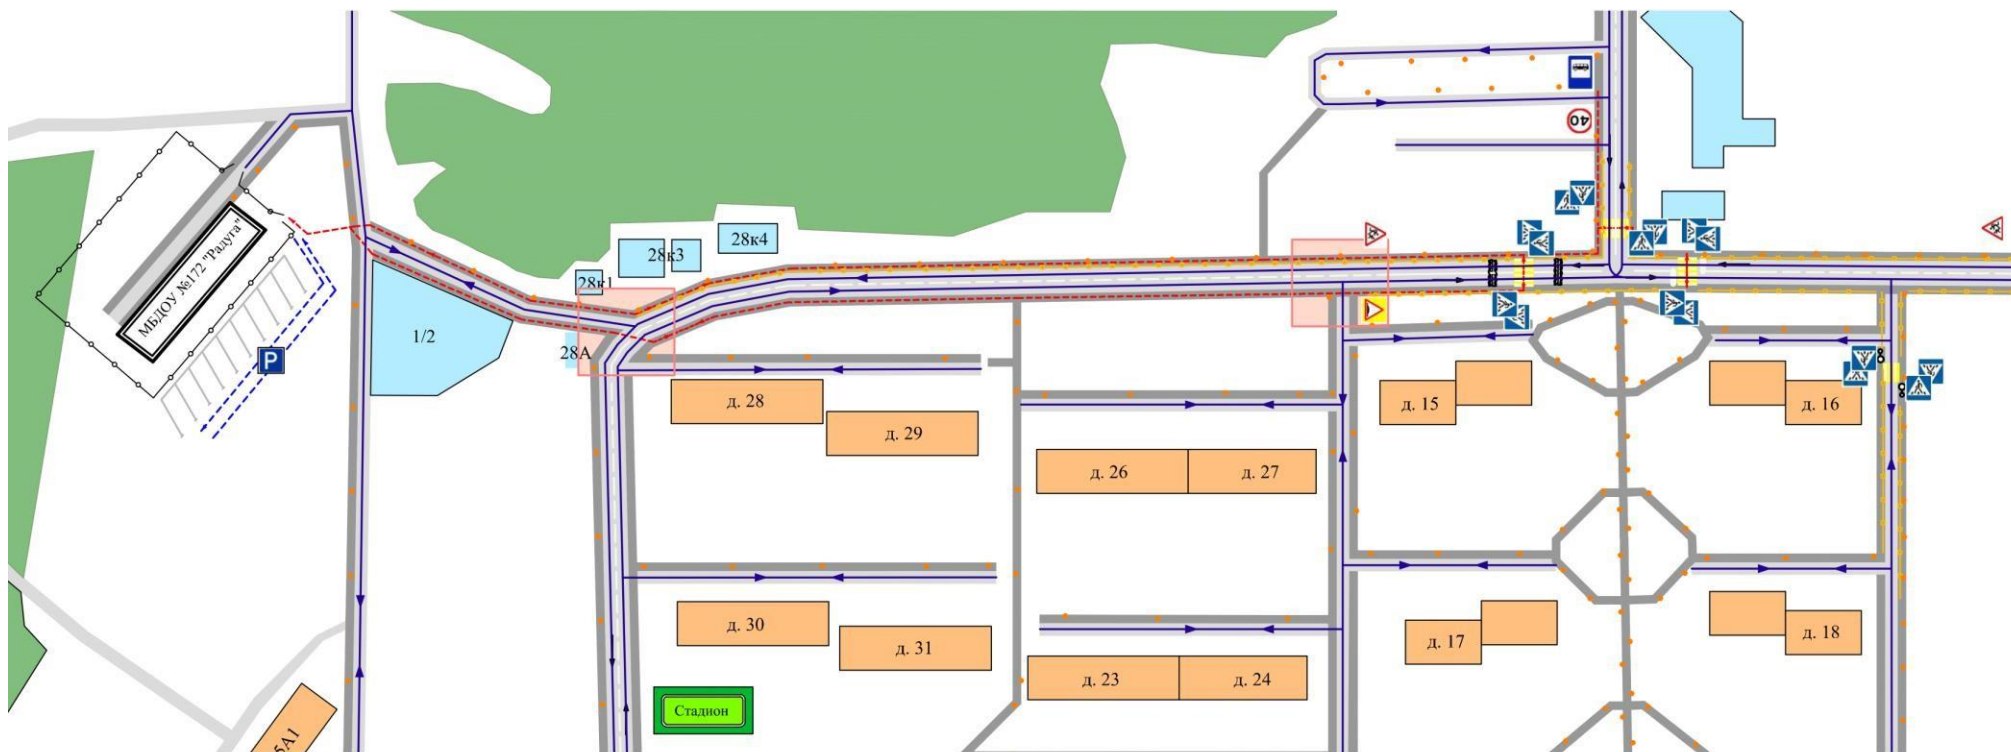 40
28к4
28к3
МБДОУ №172 "Радуга"
28к1
1/2
28А
P
д. 28
д. 29
д. 15
д. 16
д. 26
д. 27
д. 30
д. 31
д. 17
д. 18
д. 23
д. 24
Стадион
5А1